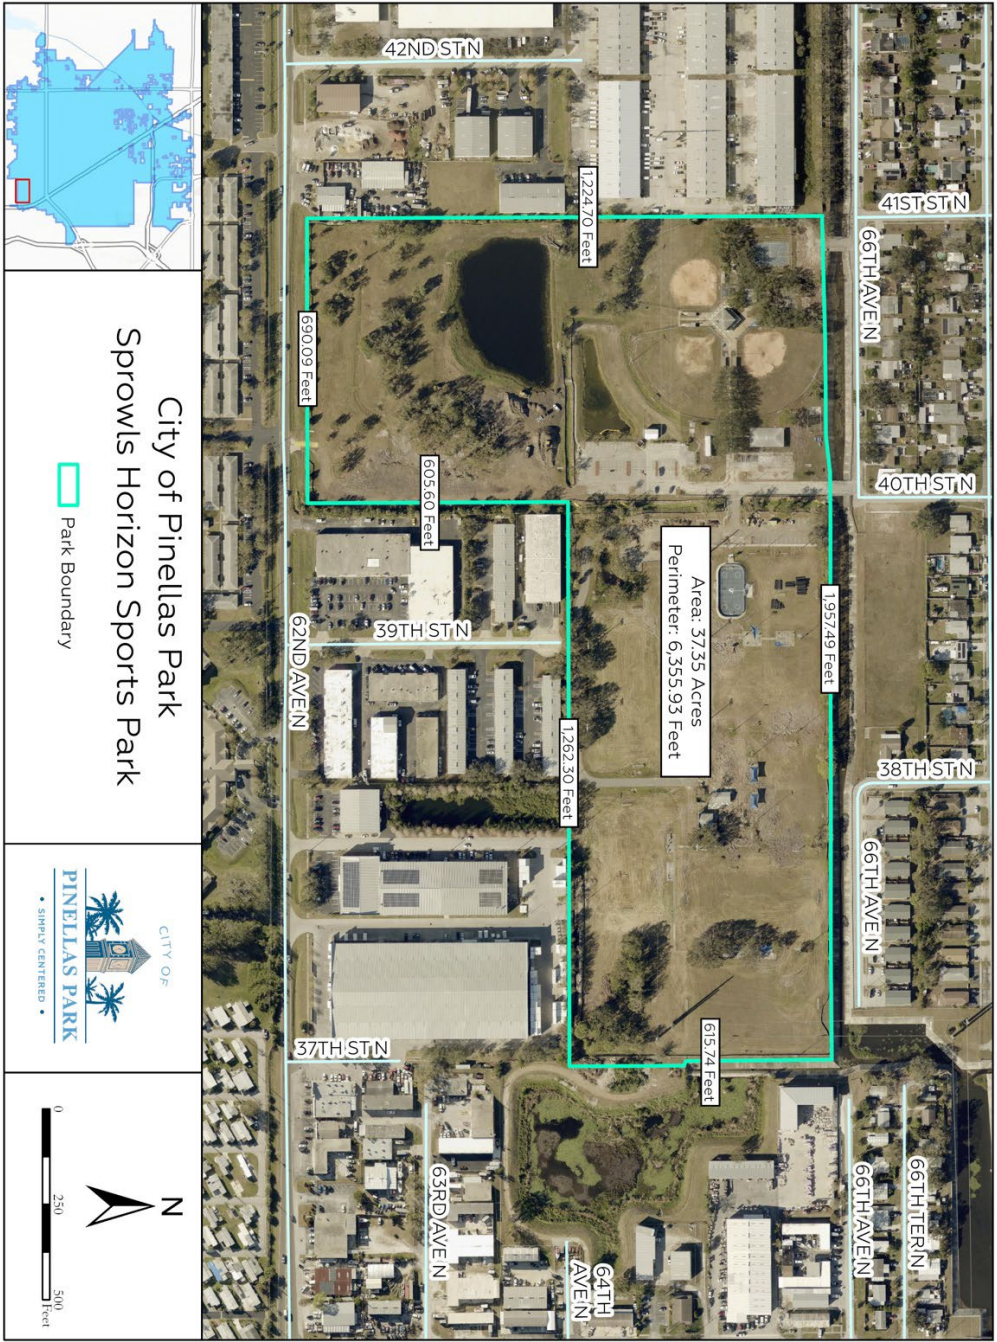 42ND ST N
41ST ST N
66TH AVE N
40TH ST N
1,224.70 Feet
690.09 Feet
605.60 Feet
Area: 37.35 Acres
Perimeter: 6,355.93 Feet
1,957.49 Feet
39TH ST N
62ND AVE N
1,262.30 Feet
38TH ST N
66TH AVE N
615.74 Feet
37TH ST N
66TH TER N
66TH AVE N
63RD AVE N
64TH
AVE N
City of Pinellas Park
Sprowls Horizon Sports Park
Park Boundary
CITY OF
PINELLAS PARK
• SIMPLY CENTERED •
N
0 250 500
Feet